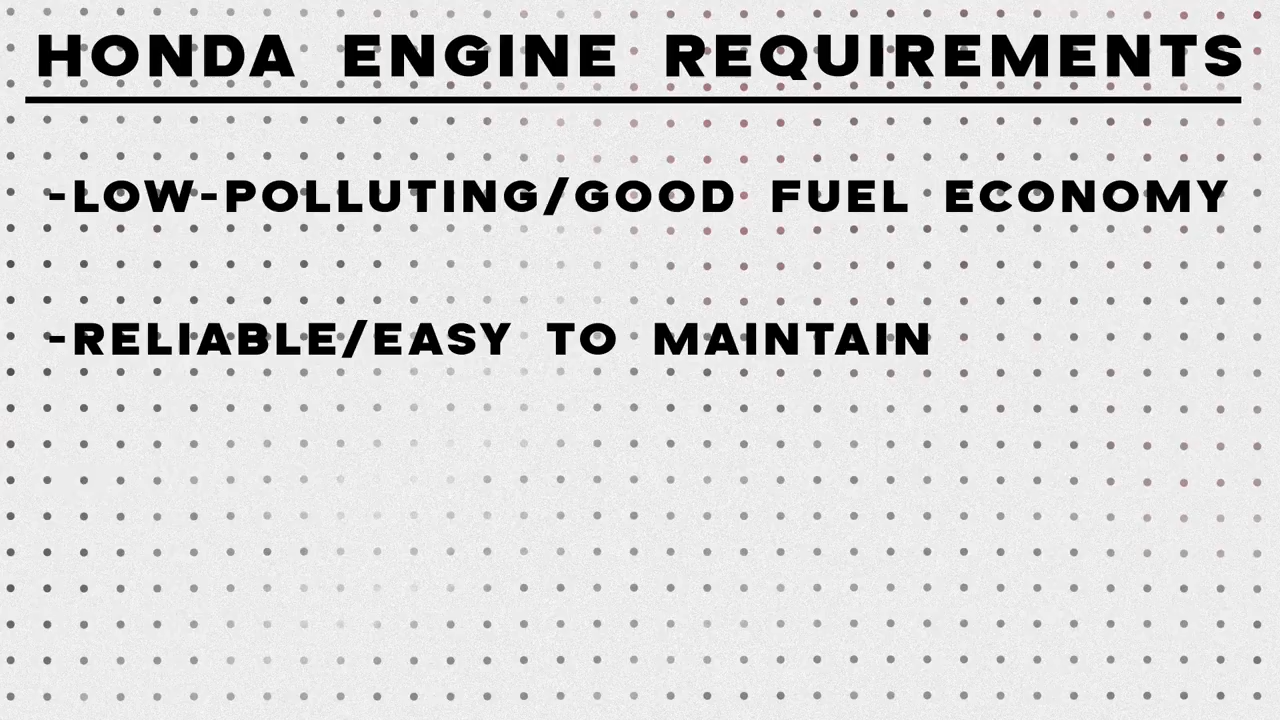 HONDA ENGINE REQUIREMENTS
-LOW-POLLUTING/GOOD FUEL ECONOMY
-RELIABLE/EASY TO MAINTAIN